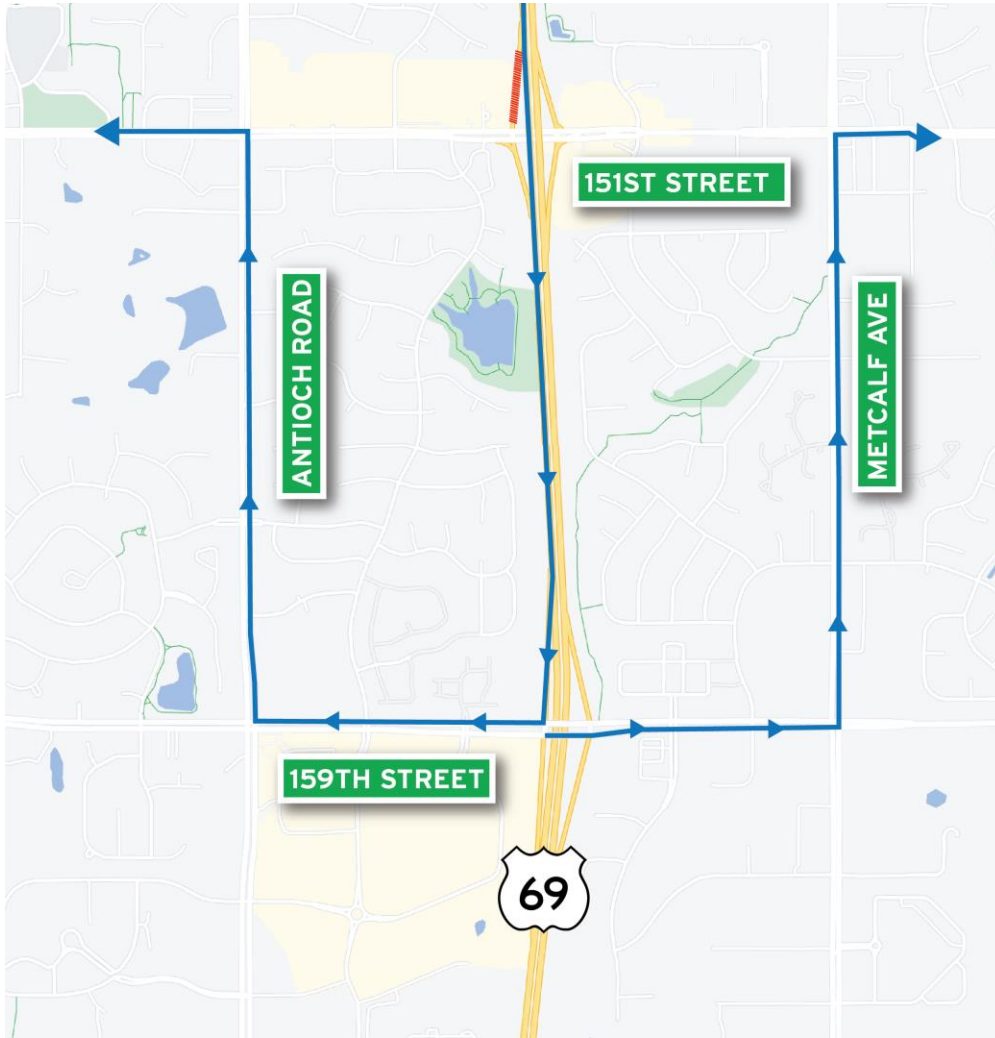 151ST STREET
ANTIOCH ROAD
METCALF AVE
159TH STREET
69